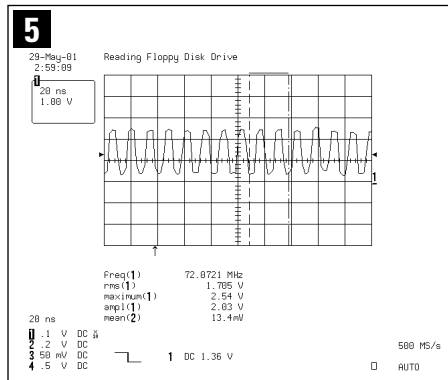 5
29-May-01
2:59:09
Reading Floppy Disk Drive
1
20 ns
1.00 V
1
freq(1) 72.0721 MHz
rms(1) 1.705 V
maximum(1) 2.54 V
ampl(1) 2.03 V
mean(2) 13.4mV
20 ns
1 .1 V DC
2 .2 V DC
3 50 mV DC
4 .5 V DC
1 DC 1.36 V
500 MS/s
AUTO